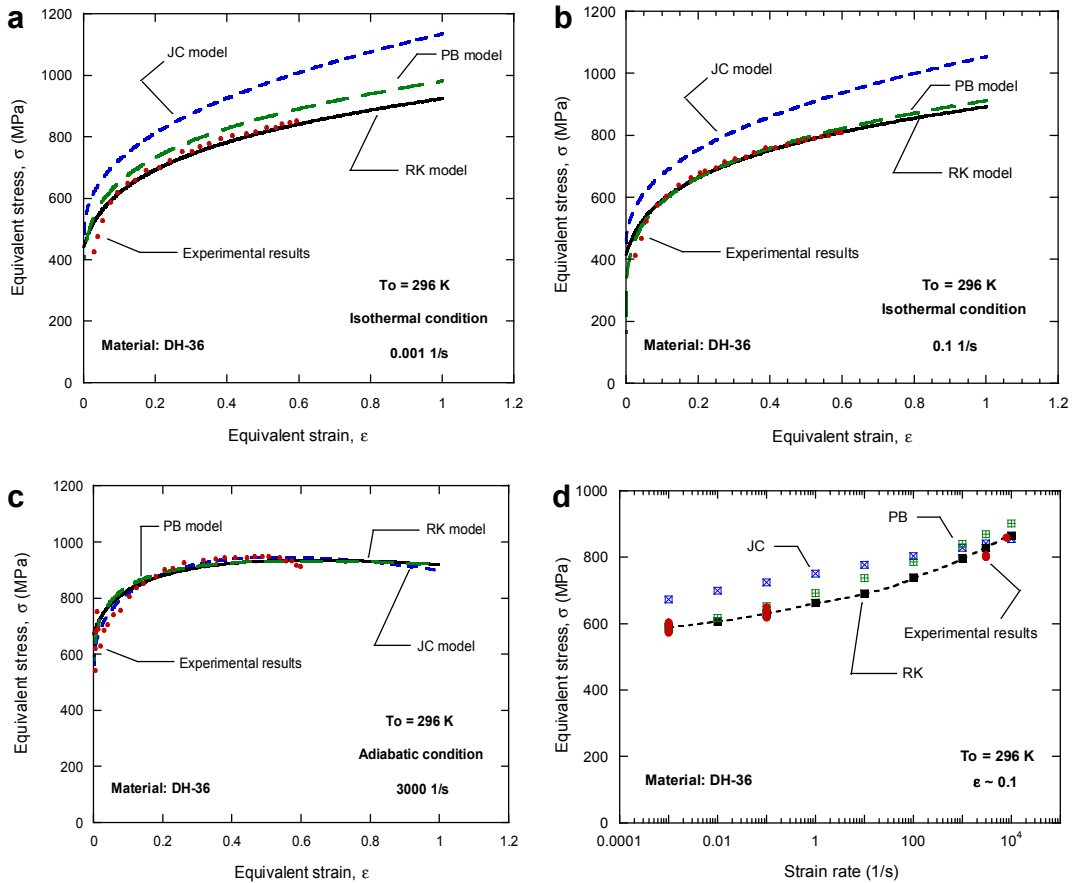 a
1200
1000
800
600
400
200
0
0
0.2
0.4
0.6
0.8
1
1.2
Equivalent stress, σ (MPa)
Equivalent strain, ε
JC model
PB model
RK model
Experimental results
To = 296 K
Isothermal condition
Material: DH-36
0.001 1/s
b
1200
1000
800
600
400
200
0
0
0.2
0.4
0.6
0.8
1
1.2
Equivalent stress, σ (MPa)
Equivalent strain, ε
JC model
PB model
RK model
Experimental results
To = 296 K
Isothermal condition
Material: DH-36
0.1 1/s
c
1200
1000
800
600
400
200
0
0
0.2
0.4
0.6
0.8
1
1.2
Equivalent stress, σ (MPa)
Equivalent strain, ε
PB model
RK model
JC model
Experimental results
To = 296 K
Adiabatic condition
Material: DH-36
3000 1/s
d
1000
800
600
400
200
0
0.0001
0.01
1
100
10⁴
Equivalent stress, σ (MPa)
Strain rate (1/s)
PB
JC
Experimental results
RK
To = 296 K
Material: DH-36
ε ~ 0.1